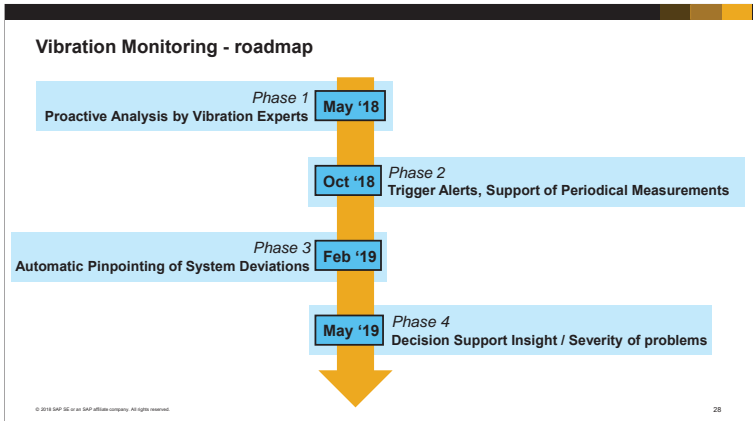 Vibration Monitoring - roadmap
Phase 1
May ‘18
Proactive Analysis by Vibration Experts
Oct ‘18
Phase 2
Trigger Alerts, Support of Periodical Measurements
Phase 3
Feb ‘19
Automatic Pinpointing of System Deviations
May ‘19
Phase 4
Decision Support Insight / Severity of problems
© 2018 SAP SE or an SAP affiliate company. All rights reserved.
28